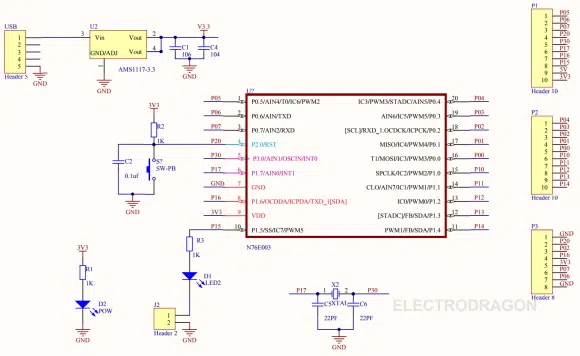 USB
1
2
3
4
5
Header 5
GND
3
U2
Vin
Vout
2
Vout
4
GND/ADJ
AMS1117-3.3
GND
V3.3
C1
106
C4
104
GND
P1
1 P05
2 P06
3 P07
4 P20
5 P30
6 P17
7 P16
8 P15
9 5V
10 3V3
Header 10
P2
1 P04
2 P03
3 P02
4 P01
5 P00
6 P10
7 P11
8 P12
9 P13
10 P14
Header 10
P3
1 GND
2 P20
3 P02
4 P16
5 3V3
6 P07
7 P06
8 GND
Header 8
3V3
R2
1K
C2
0.1uf
S?
SW-PB
GND
P05 1 P0.5/AIN4/T0/IC6/PWM2
P06 2 P0.6/AIN/TXD
P07 3 P0.7/AIN2/RXD
P20 4 P2.0/RST
P30 5 P3.0/AIN1/OSCIN/INT0
P17 6 P1.7/AIN0/INT1
GND 7 GND
P16 8 P1.6/OCDDA/ICPDA/TXD_1[SDA]
3V3 9 VDD
P15 10 P1.5/SS/IC7/PWM5
IC3/PWM3/STADC/AIN5/P0.4 20 P04
AIN6/IC5/PWM5/P0.3 19 P03
[SCL]/RXD_1.OCDCK/ICPCK/P0.2 18 P02
MISO/IC4/PWM4/P0.1 17 P01
T1/MOSI/IC3/PWM3/P0.0 16 P00
SPCLK/IC2/PWM2/P1.0 15 P10
CLO/AIN7/IC1/PWM1/P1.1 14 P11
IC0/PWM0/P1.2 13 P12
[STADC]/FB/SDA/P1.3 12 P13
PWM1/FB/SDA/P1.4 11 P14
N76E003
R3
1K
D1
LED2
J2
1
2
Header 2
GND
3V3
R1
1K
D2
POW
GND
P17 1 X2 2 P30
XTAL
C5
22PF
C6
22PF
GND
ELECTRODRAGON